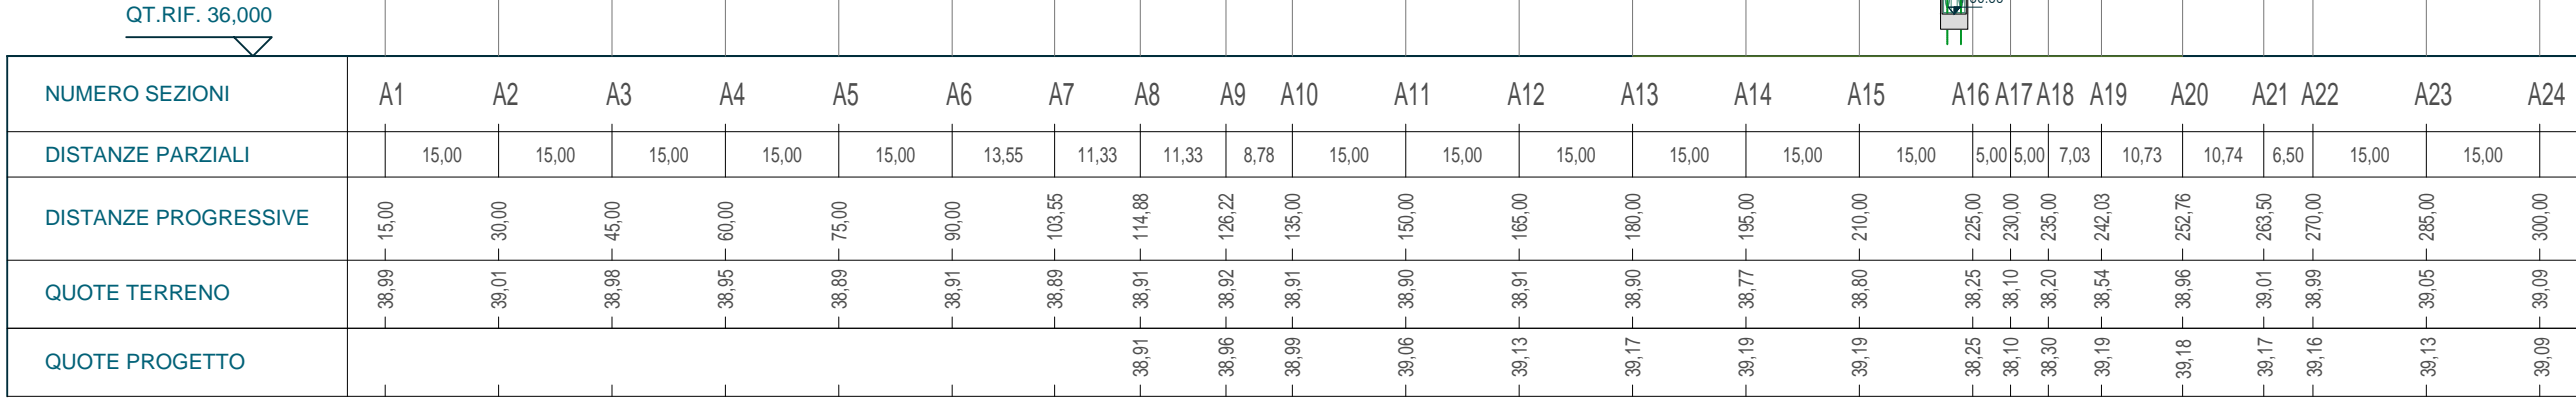 QT.RIF. 36,000
NUMERO SEZIONI A1 A2 A3 A4 A5 A6 A7 A8 A9 A10 A11 A12 A13 A14 A15 A16 A17 A18 A19 A20 A21 A22 A23 A24
DISTANZE PARZIALI 15,00 15,00 15,00 15,00 15,00 13,55 11,33 11,33 8,78 15,00 15,00 15,00 15,00 15,00 15,00 5,00 5,00 7,03 10,73 10,74 6,50 15,00 15,00
DISTANZE PROGRESSIVE 15,00 30,00 45,00 60,00 75,00 90,00 103,55 114,88 126,22 135,00 150,00 165,00 180,00 195,00 210,00 225,00 230,00 235,00 242,03 252,76 263,50 270,00 285,00 300,00
QUOTE TERRENO 38,99 39,01 38,98 38,95 38,89 38,91 38,89 38,91 38,92 38,91 38,90 38,91 38,90 38,77 38,80 38,25 38,10 38,20 38,54 38,96 39,01 38,99 39,05 39,09
QUOTE PROGETTO 38,91 38,96 38,99 39,06 39,13 39,17 39,19 39,19 38,25 38,10 38,30 39,19 39,18 39,17 39,16 39,13 39,09